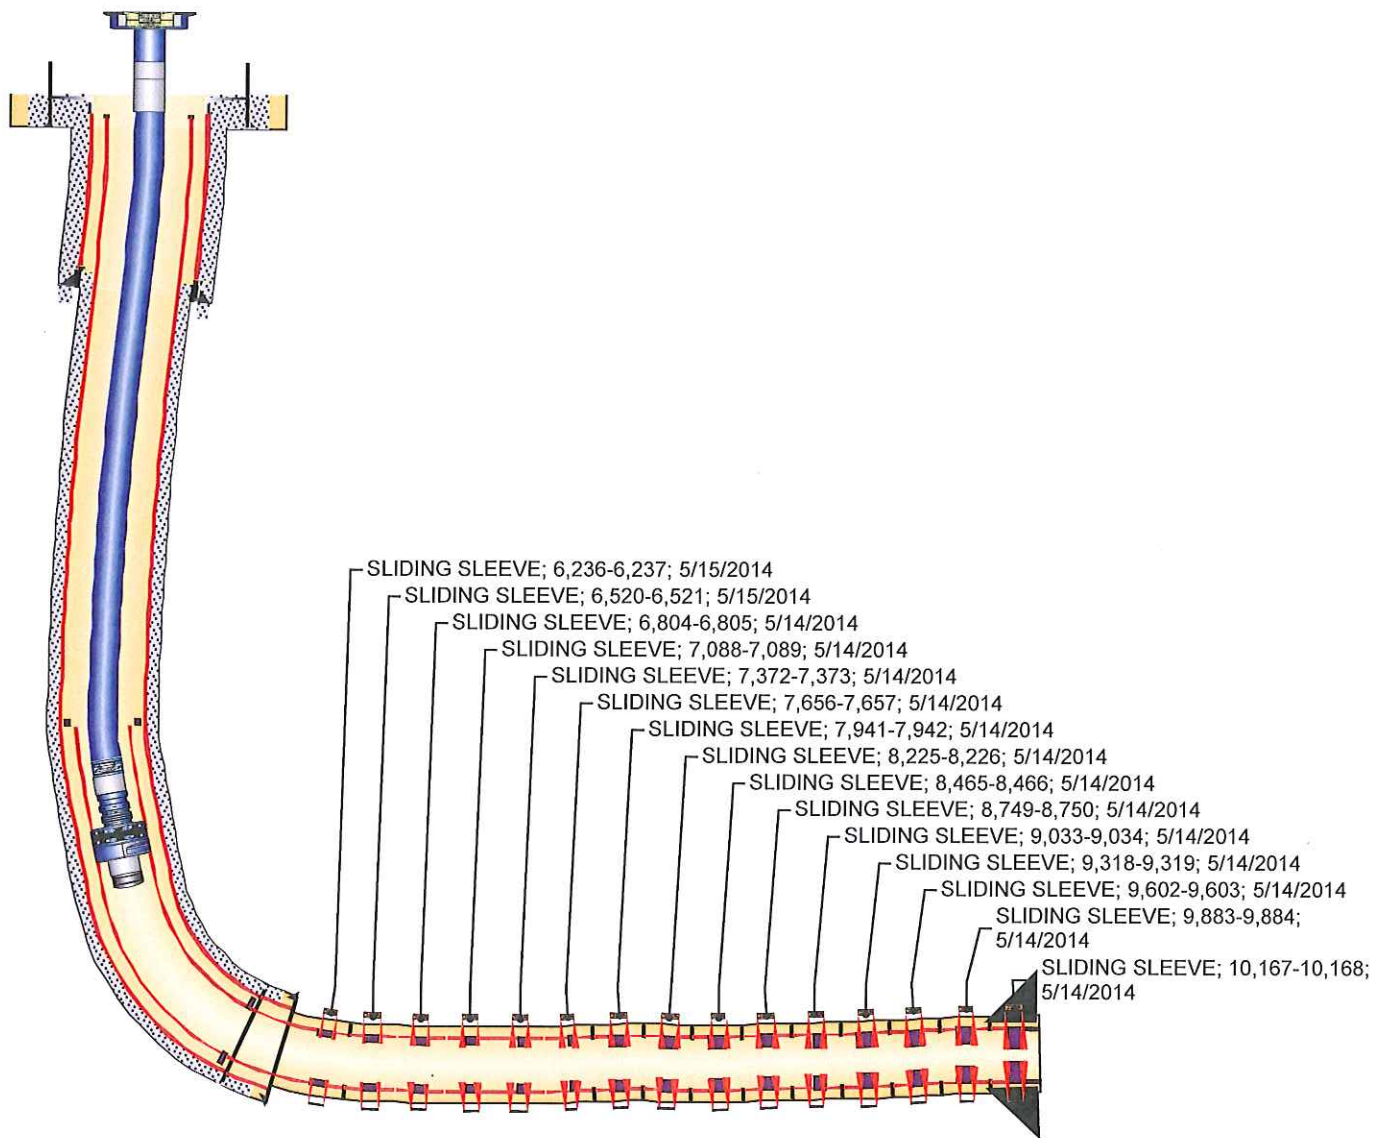 SLIDING SLEEVE; 6,236-6,237; 5/15/2014
SLIDING SLEEVE; 6,520-6,521; 5/15/2014
SLIDING SLEEVE; 6,804-6,805; 5/14/2014
SLIDING SLEEVE; 7,088-7,089; 5/14/2014
SLIDING SLEEVE; 7,372-7,373; 5/14/2014
SLIDING SLEEVE; 7,656-7,657; 5/14/2014
SLIDING SLEEVE; 7,941-7,942; 5/14/2014
SLIDING SLEEVE; 8,225-8,226; 5/14/2014
SLIDING SLEEVE; 8,465-8,466; 5/14/2014
SLIDING SLEEVE; 8,749-8,750; 5/14/2014
SLIDING SLEEVE; 9,033-9,034; 5/14/2014
SLIDING SLEEVE; 9,318-9,319; 5/14/2014
SLIDING SLEEVE; 9,602-9,603; 5/14/2014
SLIDING SLEEVE; 9,883-9,884;
5/14/2014
SLIDING SLEEVE; 10,167-10,168;
5/14/2014